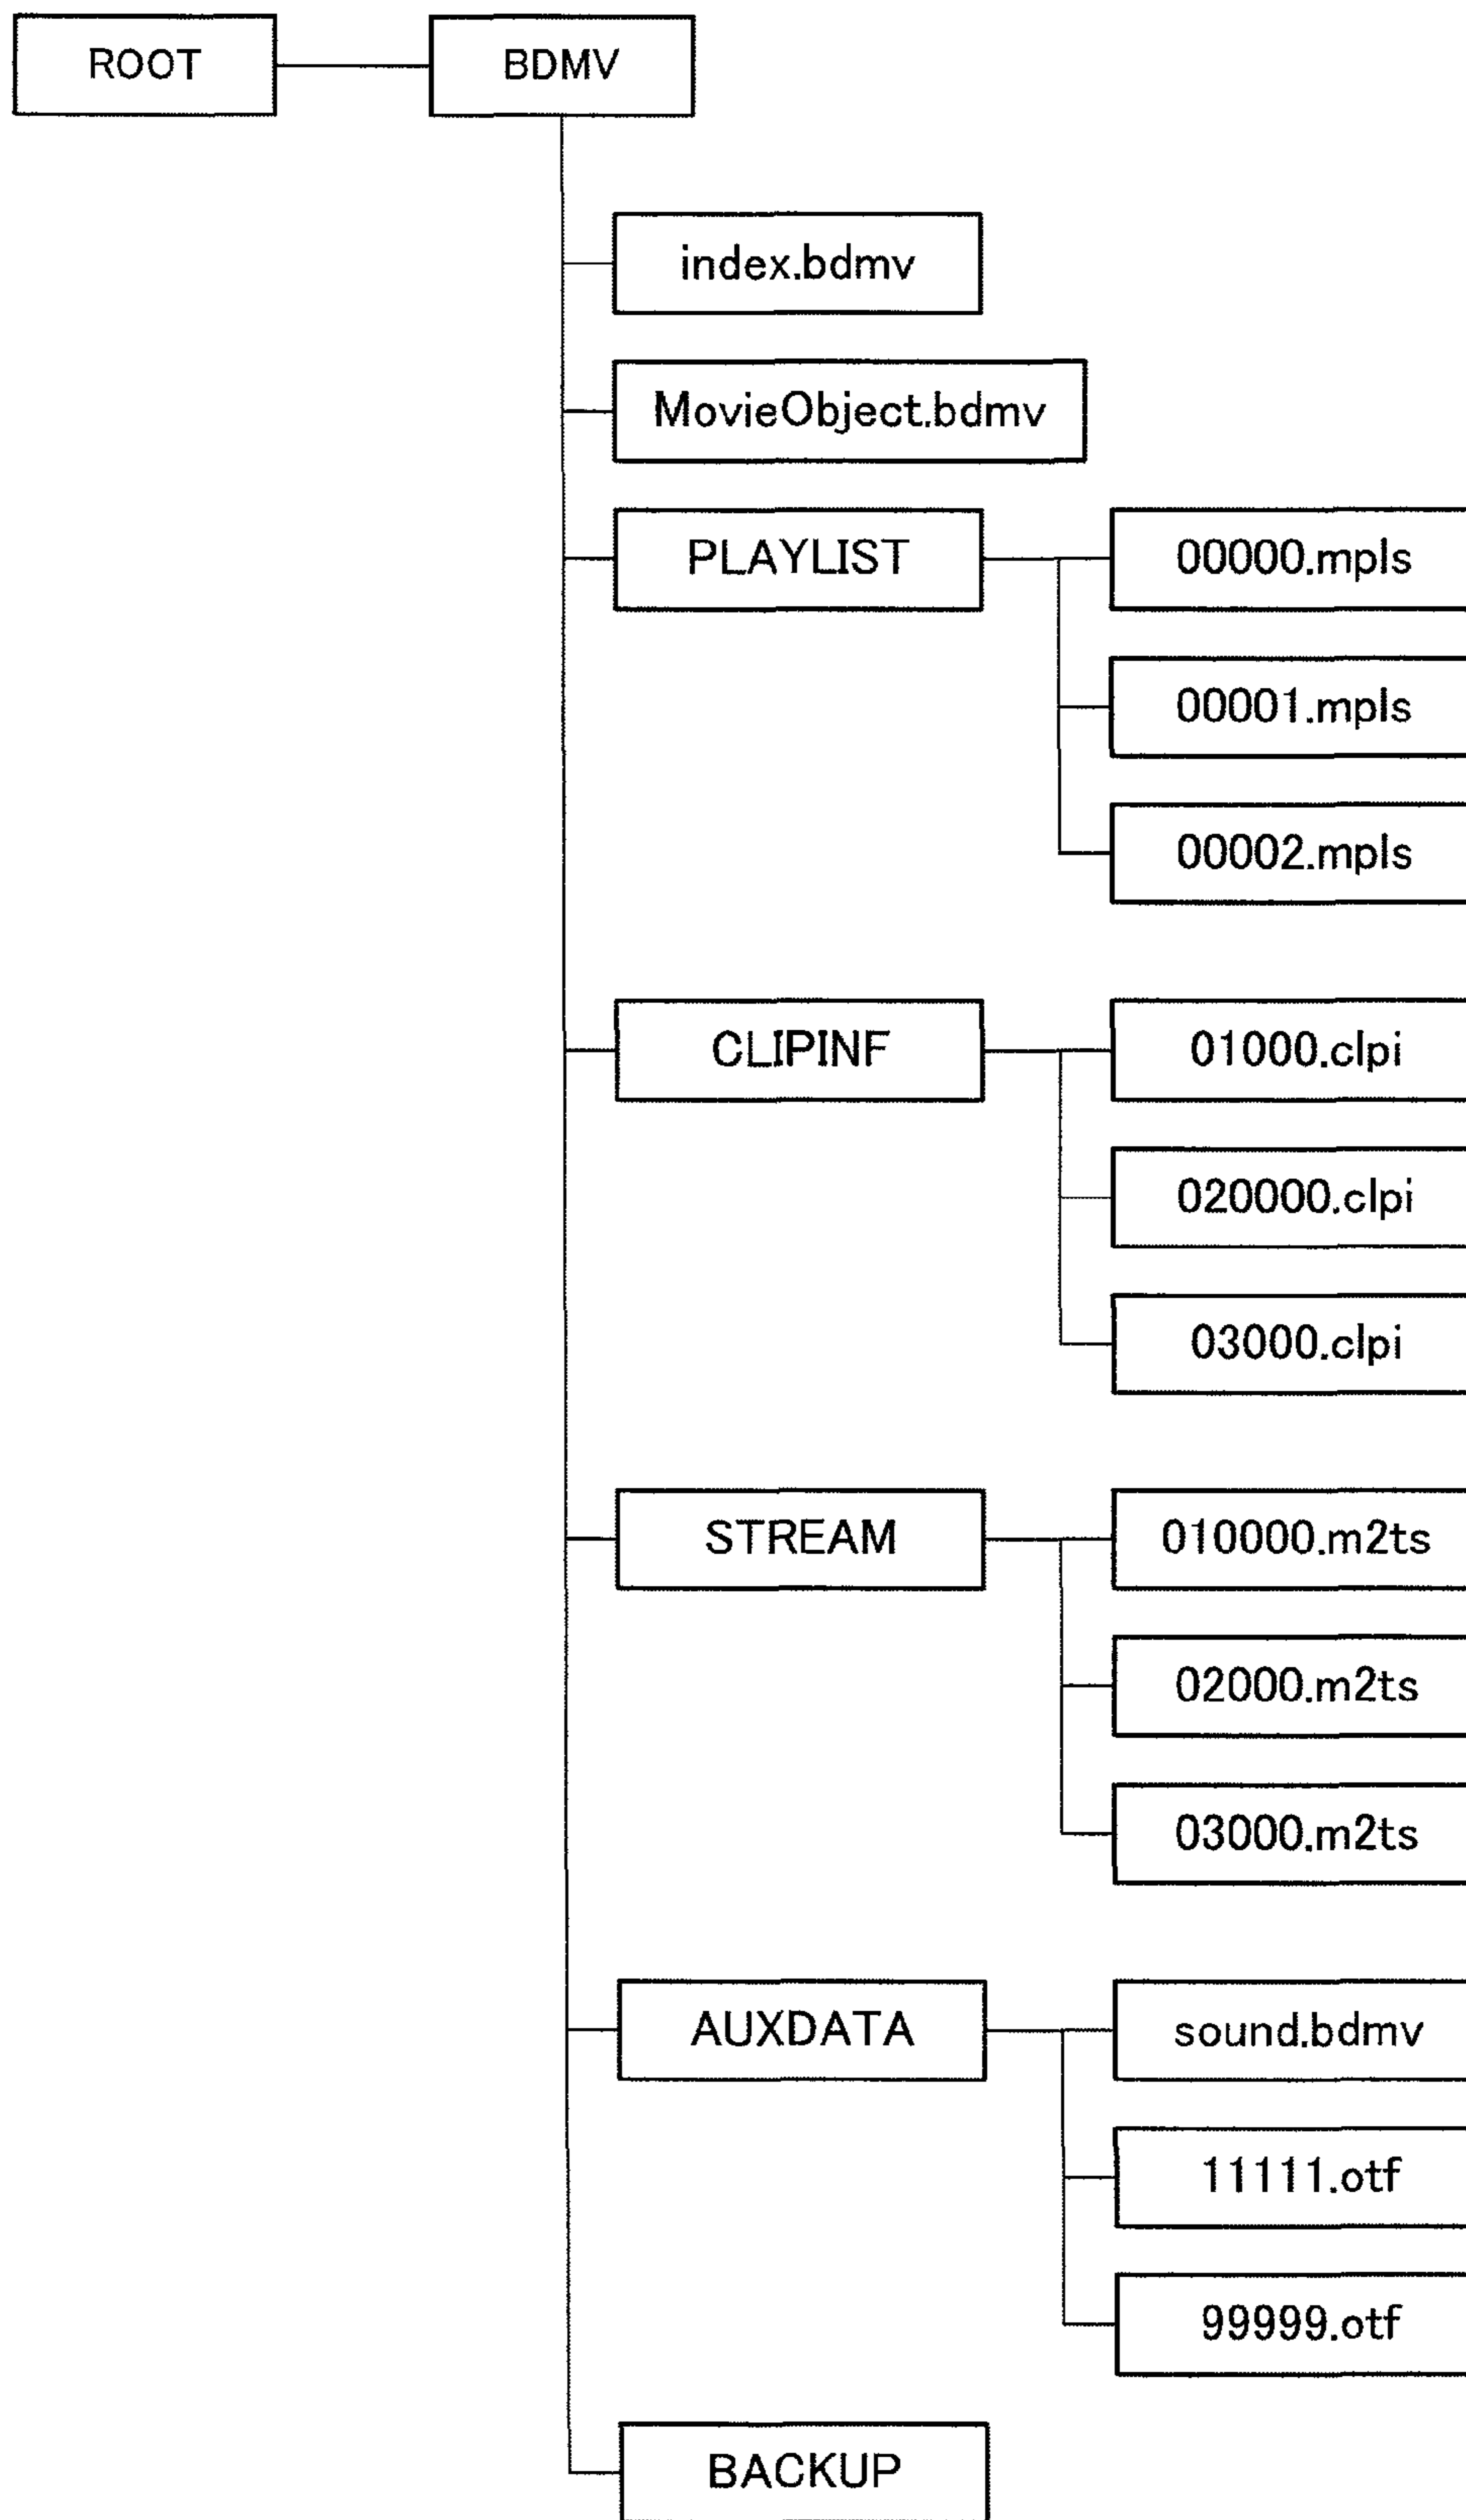 ROOT
BDMV
index.bdmv
MovieObject.bdmv
PLAYLIST
00000.mpls
00001.mpls
00002.mpls
CLIPINF
01000.clpi
020000.clpi
03000.clpi
STREAM
010000.m2ts
02000.m2ts
03000.m2ts
AUXDATA
sound.bdmv
11111.otf
99999.otf
BACKUP